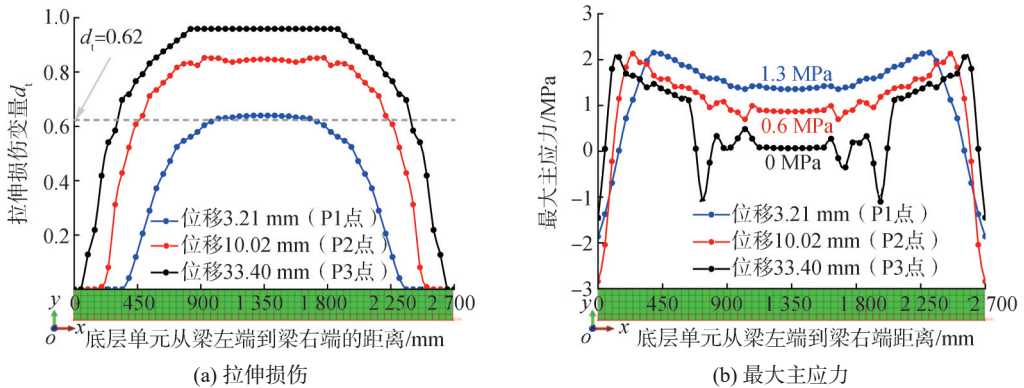 1.0
0.8
0.6
0.4
0.2
dt=0.62
拉伸损伤变量dt
位移3.21 mm（P1点）
位移10.02 mm（P2点）
位移33.40 mm（P3点）
y
0 450 900 1 350 1 800 2 250 2 700
o x
底层单元从梁左端到梁右端的距离/mm
(a) 拉伸损伤
3
2
1
0
−1
−2
−3
最大主应力/MPa
1.3 MPa
0.6 MPa
0 MPa
位移3.21 mm（P1点）
位移10.02 mm（P2点）
位移33.40 mm（P3点）
y
0 450 900 1 350 1 800 2 250 2 700
o x
底层单元从梁左端到梁右端的距离/mm
(b) 最大主应力